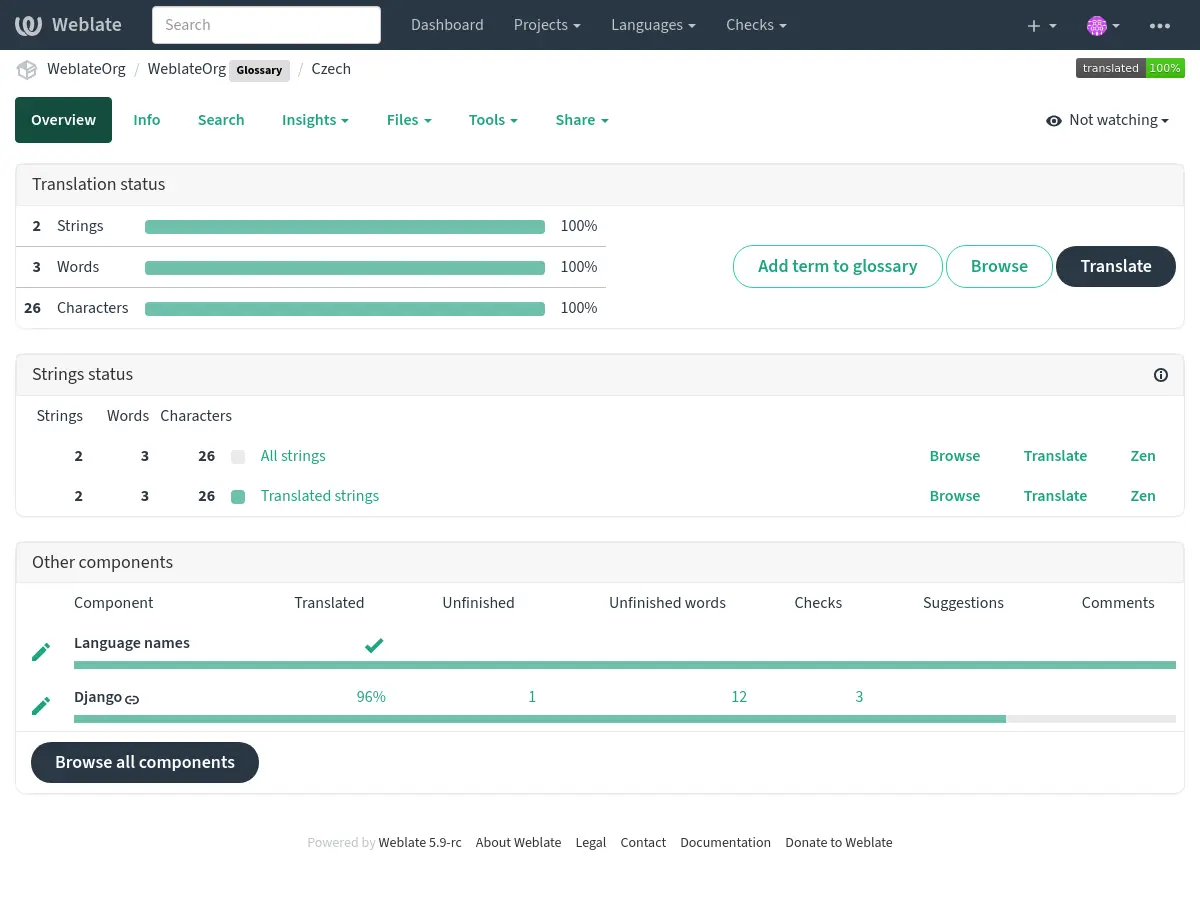 Weblate Search Dashboard Projects Languages Checks
WeblateOrg / WeblateOrg Glossary / Czech translated 100%
Overview Info Search Insights Files Tools Share Not watching
Translation status
2 Strings 100%
3 Words 100%
26 Characters 100%
Add term to glossary Browse Translate
Strings status
Strings Words Characters
2 3 26 All strings Browse Translate Zen
2 3 26 Translated strings Browse Translate Zen
Other components
Component Translated Unfinished Unfinished words Checks Suggestions Comments
Language names
Django 96% 1 12 3
Browse all components
Powered by Weblate 5.9-rc About Weblate Legal Contact Documentation Donate to Weblate